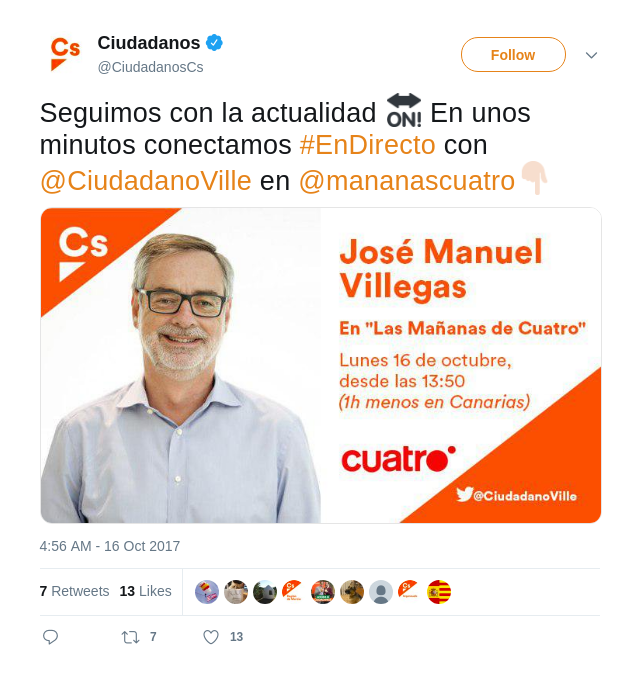 Cs
Ciudadanos
@CiudadanosCs
Follow
Seguimos con la actualidad ON! En unos
minutos conectamos #EnDirecto con
@CiudadanoVille en @mananascuatro
Cs
José Manuel
Villegas
En "Las Mañanas de Cuatro"
Lunes 16 de octubre,
desde las 13:50
(1h menos en Canarias)
cuatro
@CiudadanoVille
4:56 AM - 16 Oct 2017
7 Retweets 13 Likes
7 13